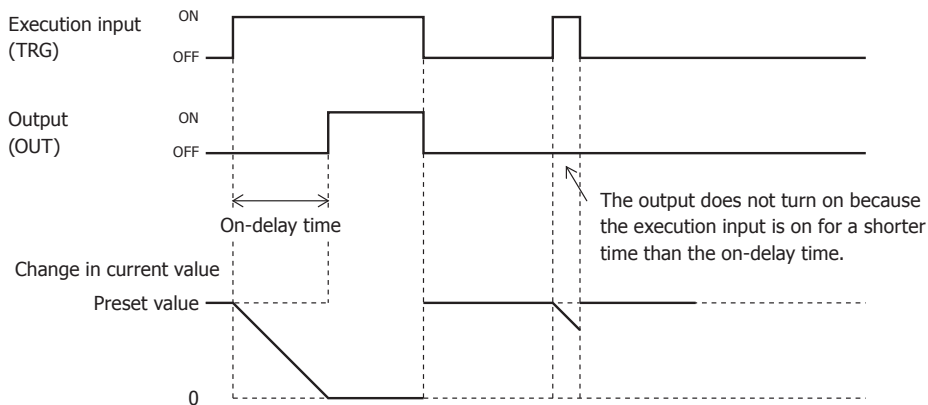 Execution input
(TRG)
ON
OFF
Output
(OUT)
ON
OFF
On-delay time
The output does not turn on because
the execution input is on for a shorter
time than the on-delay time.
Change in current value
Preset value
0